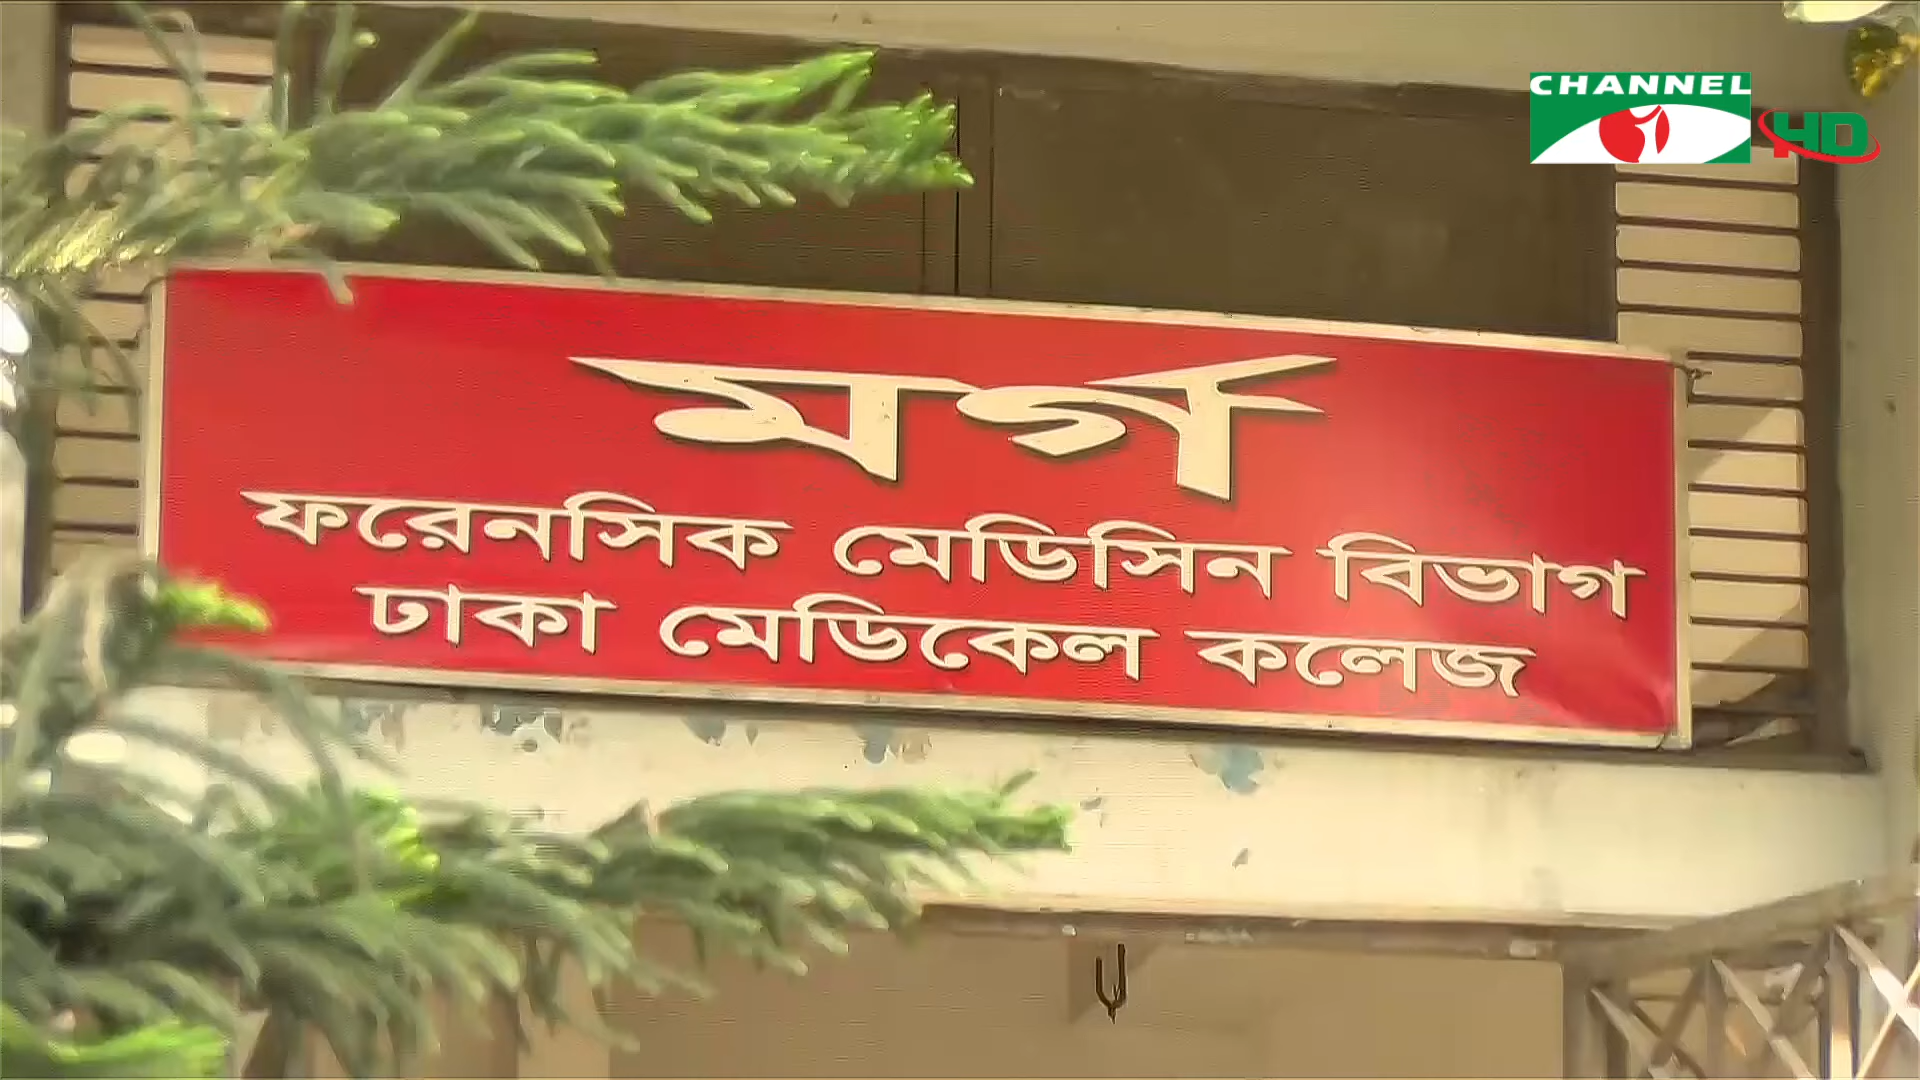 CHANNEL
i
HD
মর্গ
ফরেনসিক মেডিসিন বিভাগ
ঢাকা মেডিকেল কলেজ